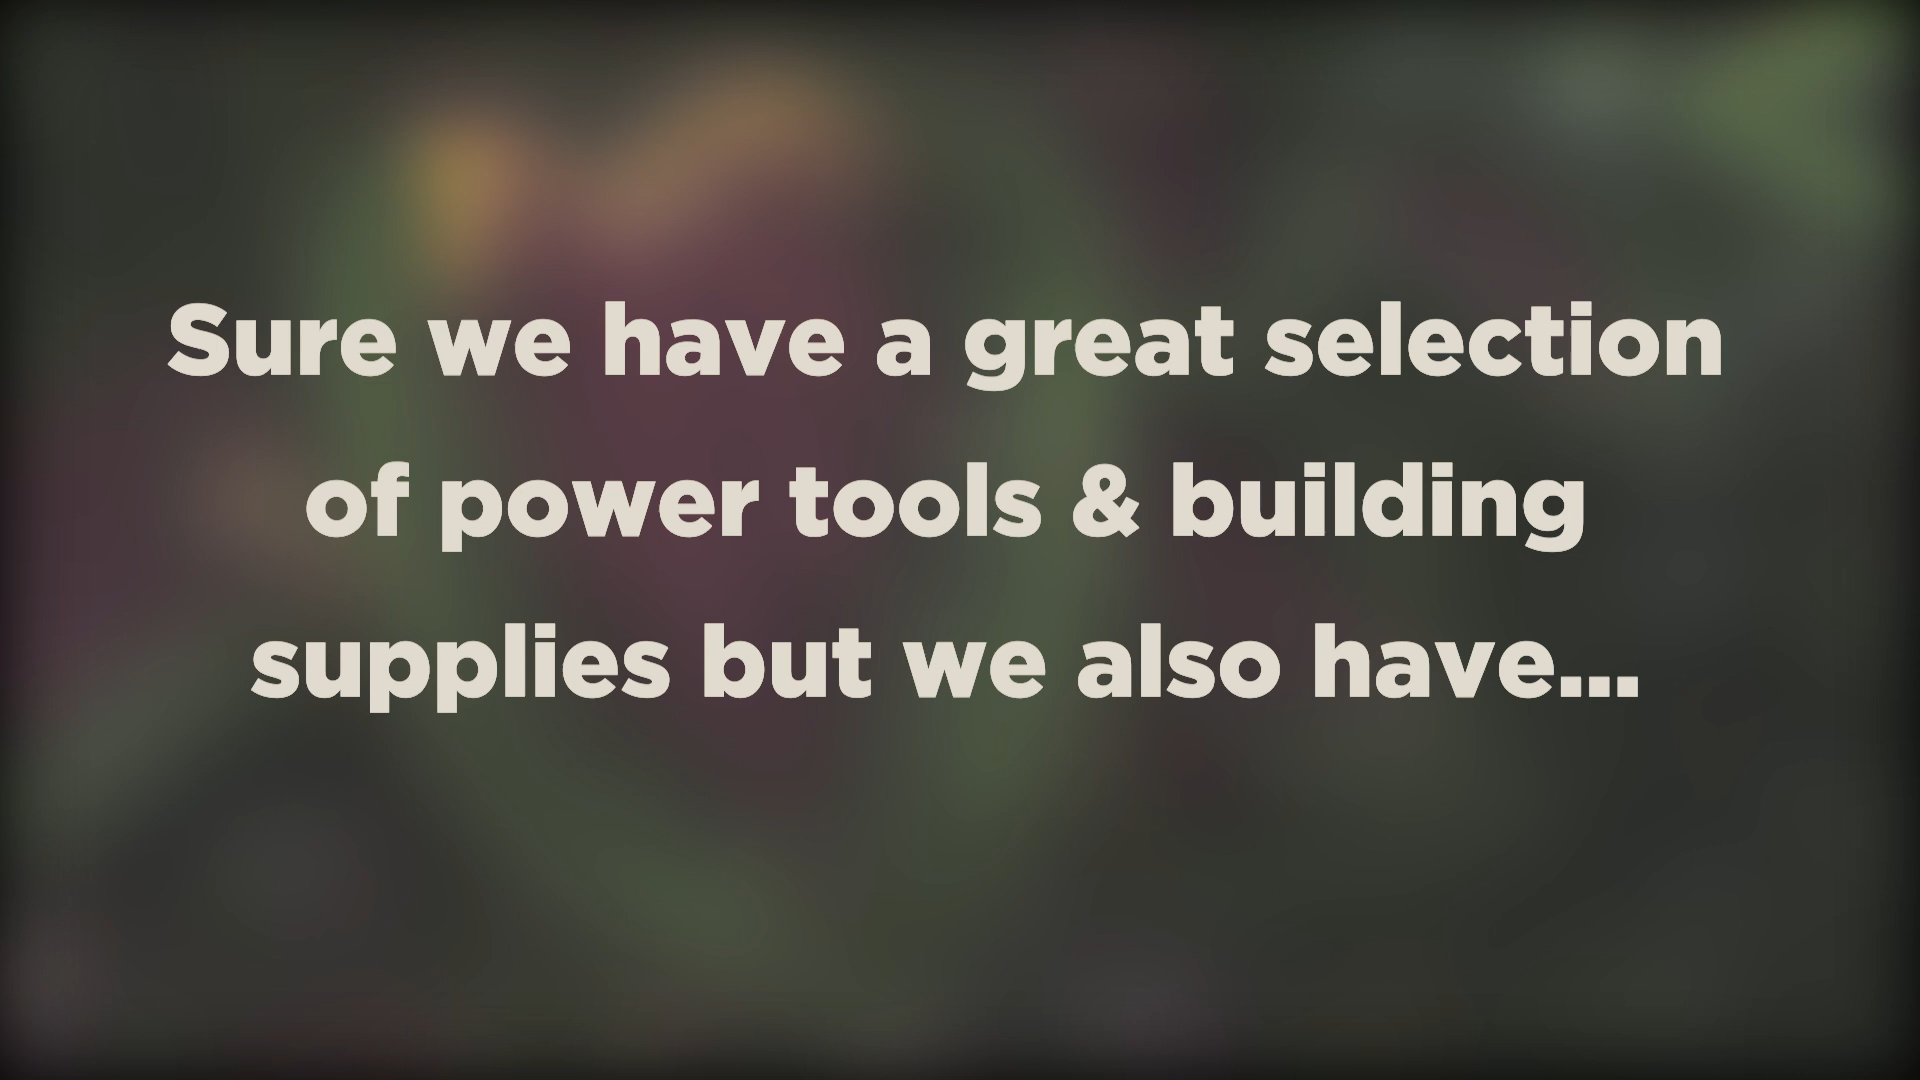 Sure we have a great selection
of power tools & building
supplies but we also have...